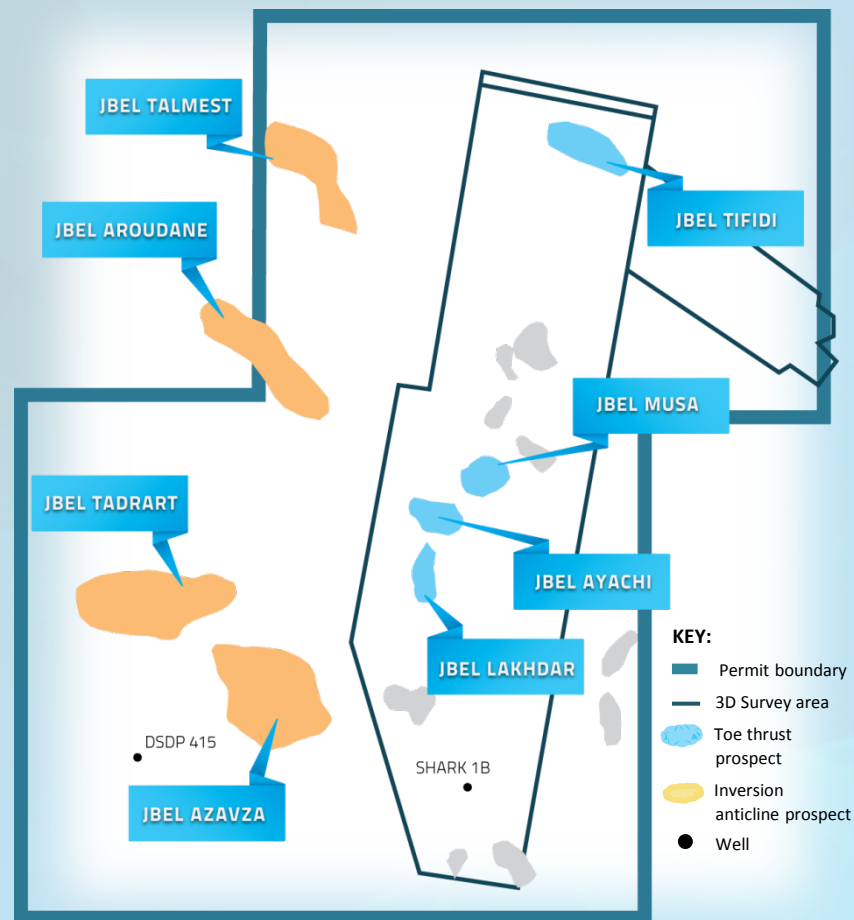 JBEL TALMEST
JBEL AROUDANE
JBEL TIFIDI
JBEL MUSA
JBEL TADRART
JBEL AYACHI
JBEL LAKHDAR
DSDP 415
SHARK 1B
JBEL AZAVZA
KEY:
Permit boundary
3D Survey area
Toe thrust
prospect
Inversion
anticline prospect
Well